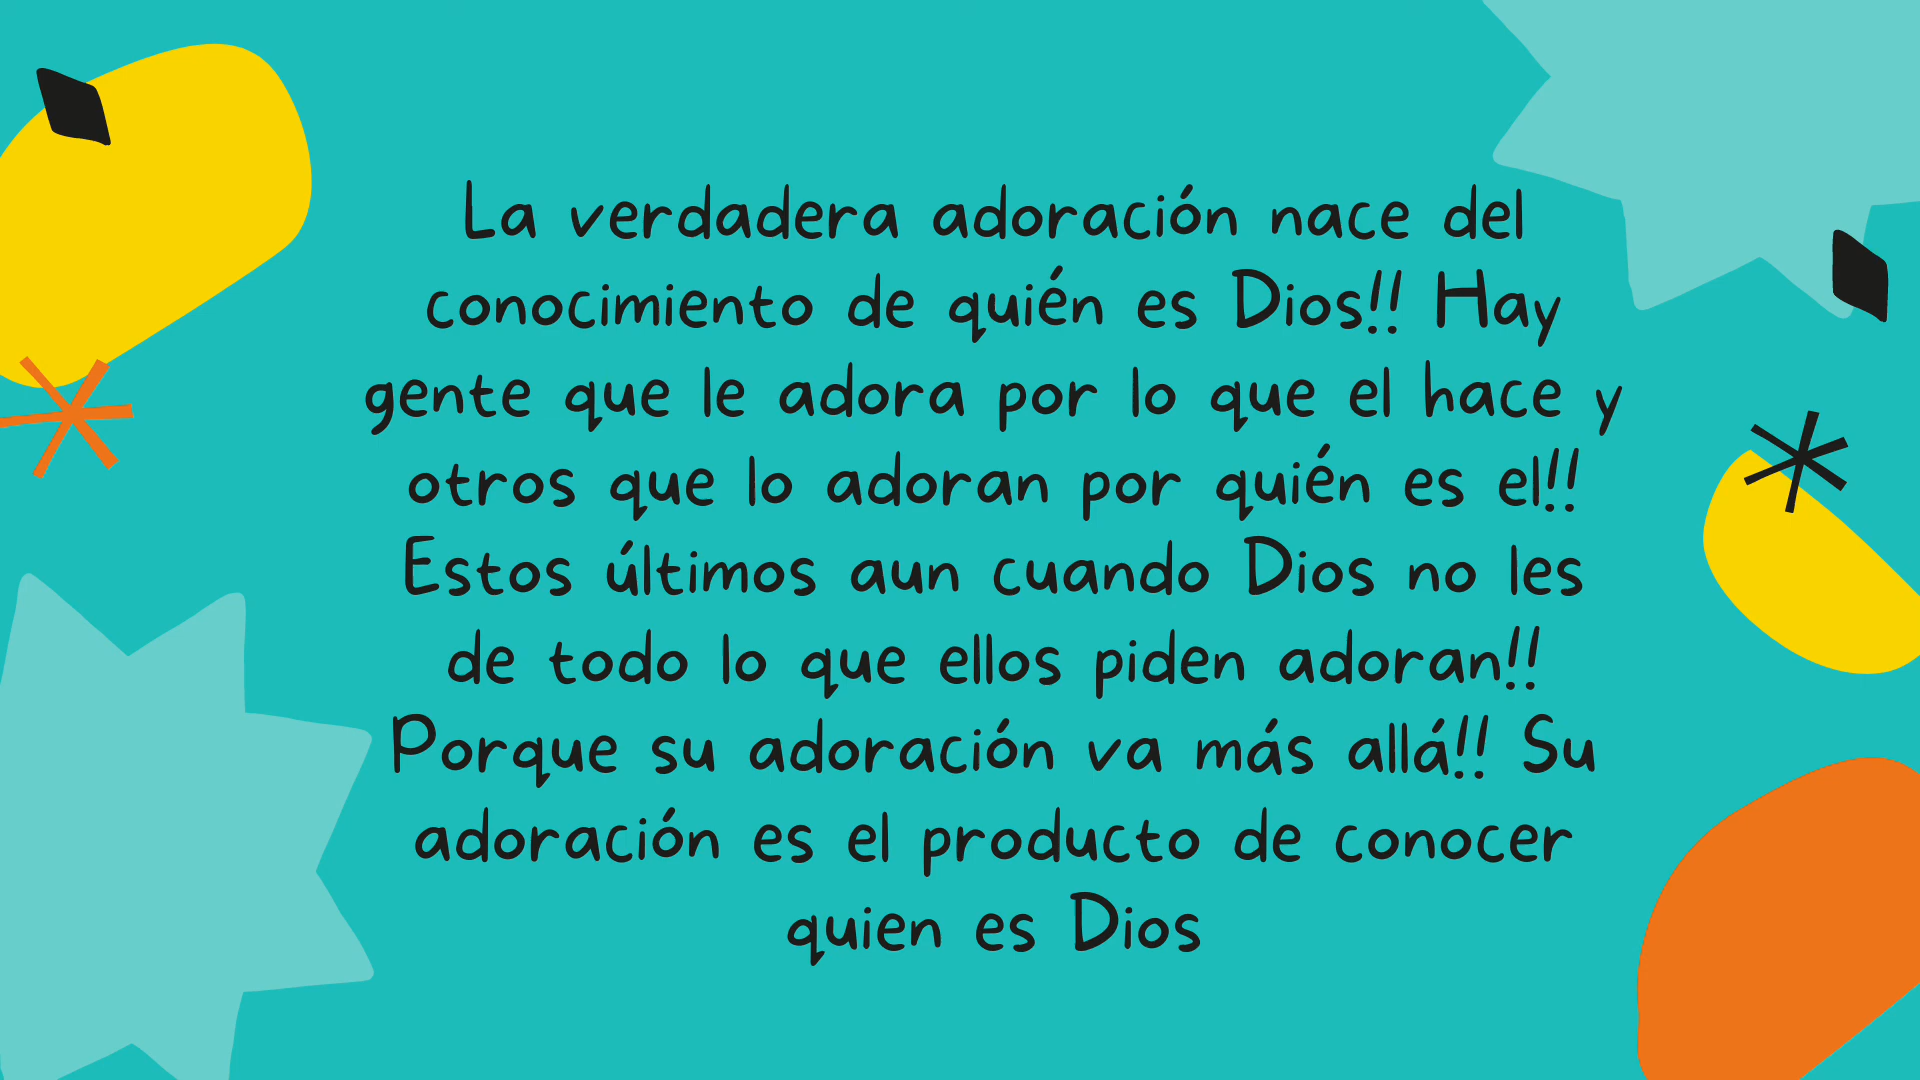 La verdadera adoración nace del
conocimiento de quién es Dios!! Hay
gente que le adora por lo que el hace y
otros que lo adoran por quién es el!!
Estos últimos aun cuando Dios no les
de todo lo que ellos piden adoran!!
Porque su adoración va más allá!! Su
adoración es el producto de conocer
quien es Dios